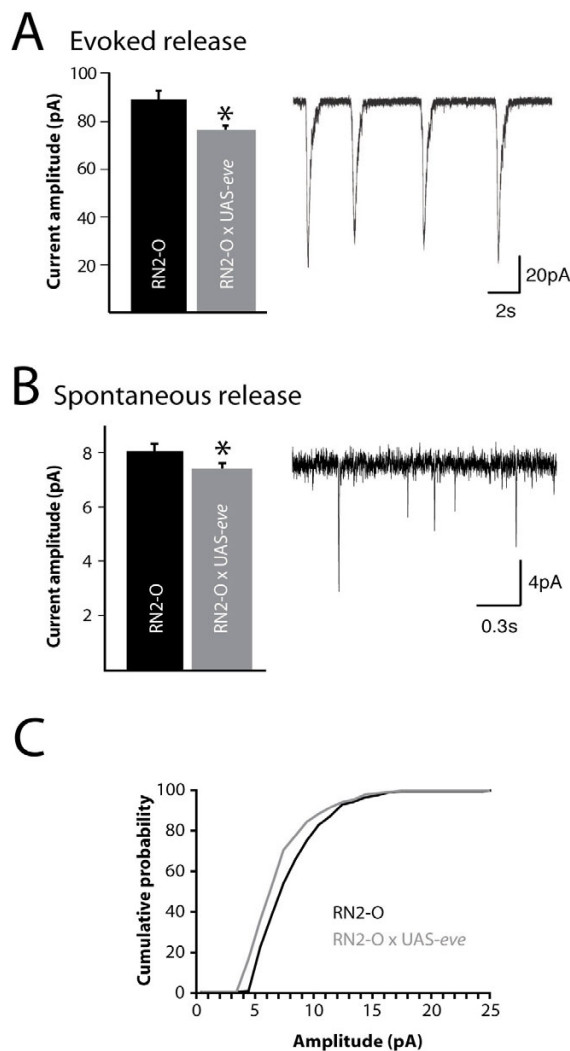 A Evoked release
Current amplitude (pA)
100
80
60
40
20
RN2-O
*
RN2-O x UAS-eve
20pA
2s
B Spontaneous release
Current amplitude (pA)
8
6
4
2
RN2-O
*
RN2-O x UAS-eve
4pA
0.3s
C
Cumulative probability
100
80
60
40
20
0
RN2-O
RN2-O x UAS-eve
0 5 10 15 20 25
Amplitude (pA)